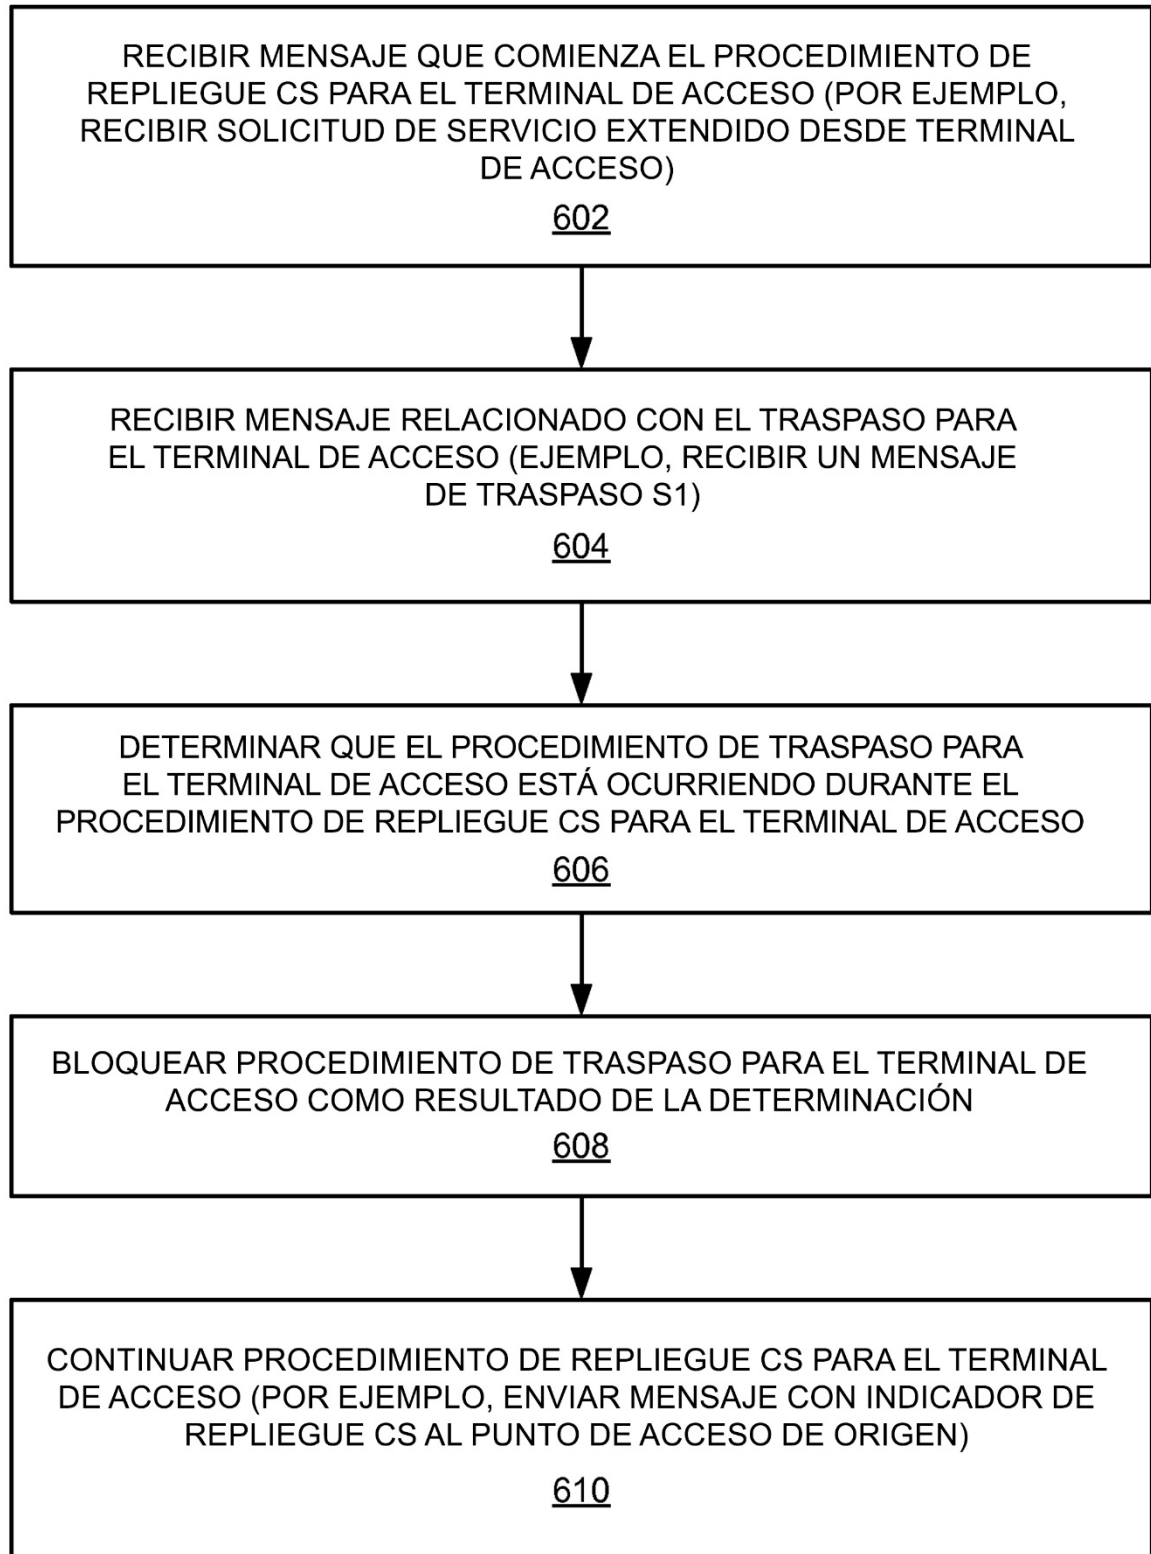 RECIBIR MENSAJE QUE COMIENZA EL PROCEDIMIENTO DE
REPLIEGUE CS PARA EL TERMINAL DE ACCESO (POR EJEMPLO,
RECIBIR SOLICITUD DE SERVICIO EXTENDIDO DESDE TERMINAL
DE ACCESO)
602
RECIBIR MENSAJE RELACIONADO CON EL TRASPASO PARA
EL TERMINAL DE ACCESO (EJEMPLO, RECIBIR UN MENSAJE
DE TRASPASO S1)
604
DETERMINAR QUE EL PROCEDIMIENTO DE TRASPASO PARA
EL TERMINAL DE ACCESO ESTÁ OCURRIENDO DURANTE EL
PROCEDIMIENTO DE REPLIEGUE CS PARA EL TERMINAL DE ACCESO
606
BLOQUEAR PROCEDIMIENTO DE TRASPASO PARA EL TERMINAL DE
ACCESO COMO RESULTADO DE LA DETERMINACIÓN
608
CONTINUAR PROCEDIMIENTO DE REPLIEGUE CS PARA EL TERMINAL
DE ACCESO (POR EJEMPLO, ENVIAR MENSAJE CON INDICADOR DE
REPLIEGUE CS AL PUNTO DE ACCESO DE ORIGEN)
610